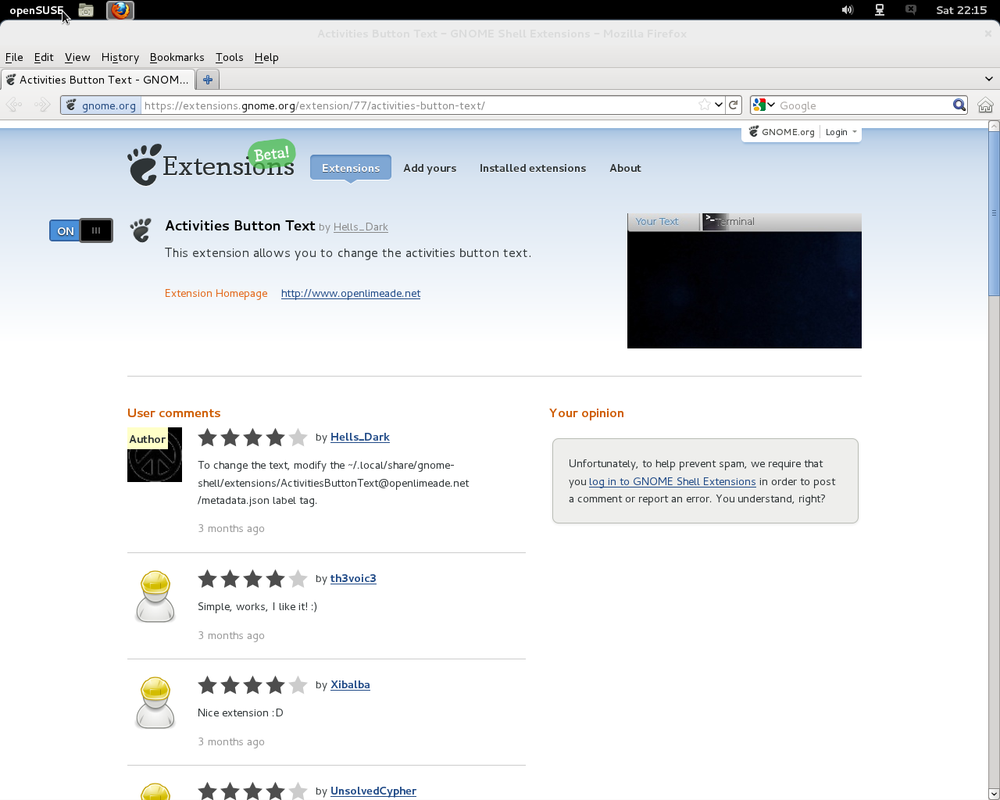 openSUSE
Sat 22:15
Activities Button Text - GNOME Shell Extensions - Mozilla Firefox
File Edit View History Bookmarks Tools Help
Activities Button Text - GNOM...
gnome.org https://extensions.gnome.org/extension/77/activities-button-text/
Google
GNOME.org Login
Extensions Beta!
Extensions Add yours Installed extensions About
ON
Activities Button Text by Hells_Dark
This extension allows you to change the activities button text.
Extension Homepage http://www.openlimeade.net
Your Text >_ Terminal
User comments
Author
by Hells_Dark
To change the text, modify the ~/.local/share/gnome-
shell/extensions/ActivitiesButtonText@openlimeade.net
/metadata.json label tag.
3 months ago
by th3voic3
Simple, works, I like it! :)
3 months ago
by Xibalba
Nice extension :D
3 months ago
by UnsolvedCypher
Your opinion
Unfortunately, to help prevent spam, we require that
you log in to GNOME Shell Extensions in order to post
a comment or report an error. You understand, right?